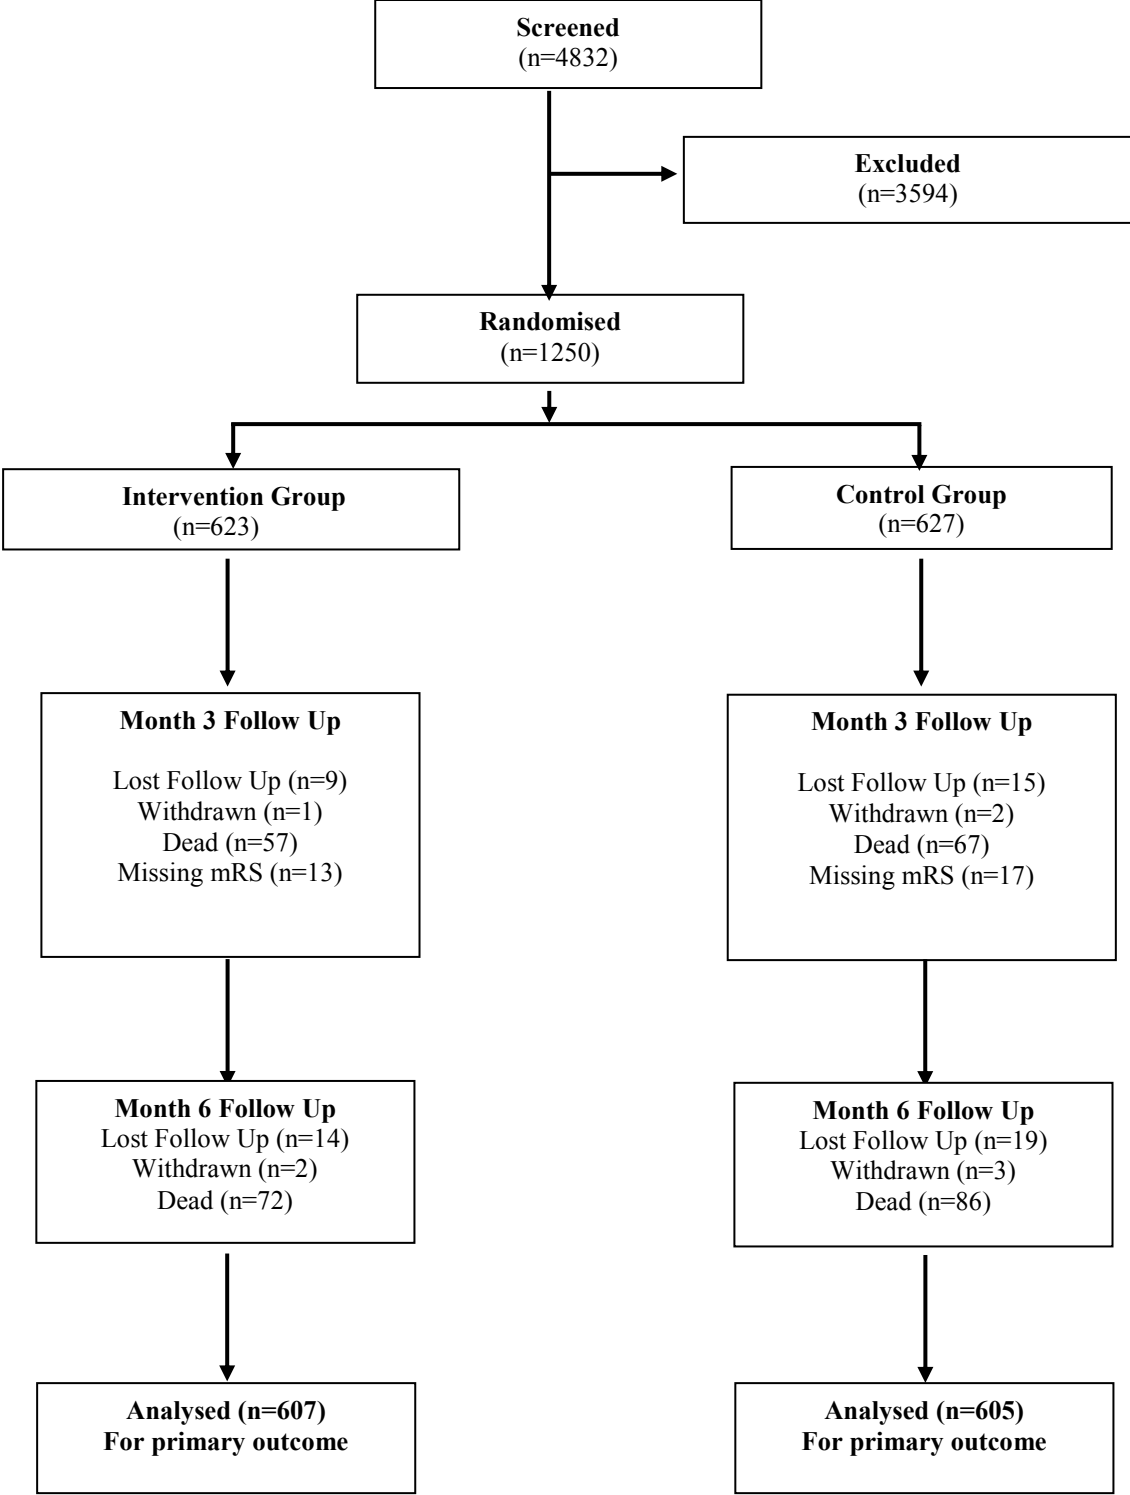 Screened
(n=4832)
Excluded
(n=3594)
Randomised
(n=1250)
Intervention Group
(n=623)
Control Group
(n=627)
Month 3 Follow Up
Lost Follow Up (n=9)
Withdrawn (n=1)
Dead (n=57)
Missing mRS (n=13)
Month 3 Follow Up
Lost Follow Up (n=15)
Withdrawn (n=2)
Dead (n=67)
Missing mRS (n=17)
Month 6 Follow Up
Lost Follow Up (n=14)
Withdrawn (n=2)
Dead (n=72)
Month 6 Follow Up
Lost Follow Up (n=19)
Withdrawn (n=3)
Dead (n=86)
Analysed (n=607)
For primary outcome
Analysed (n=605)
For primary outcome